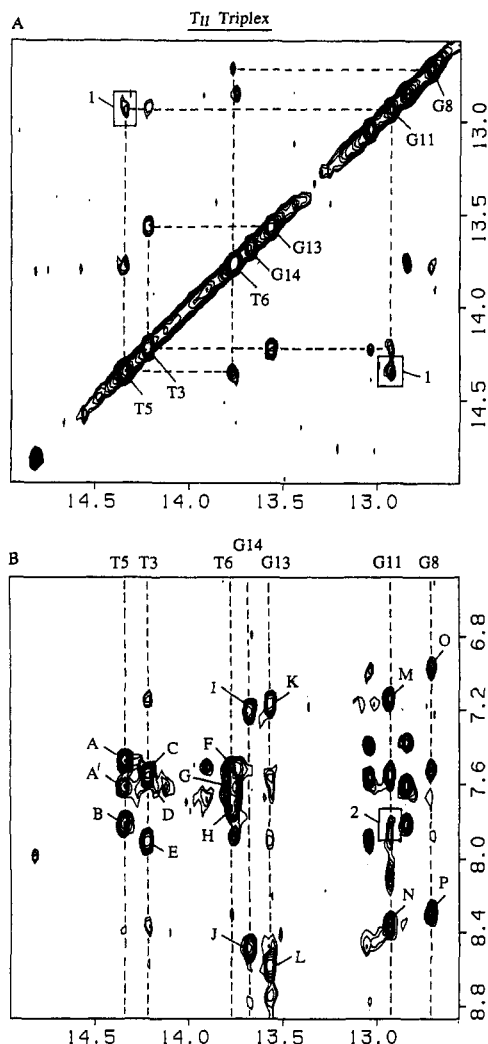 A
T_II Triplex
1
G8
13.0
G11
13.5
G13
G14
T6
14.0
T5
T3
1
14.5
14.5 14.0 13.5 13.0
B
G14
T5 T3 T6 G13 G11 G8
6.8
O
I K M
7.2
A C F
A' G
7.6
D
B H 2
E
8.0
J L N P
8.4
8.8
14.5 14.0 13.5 13.0